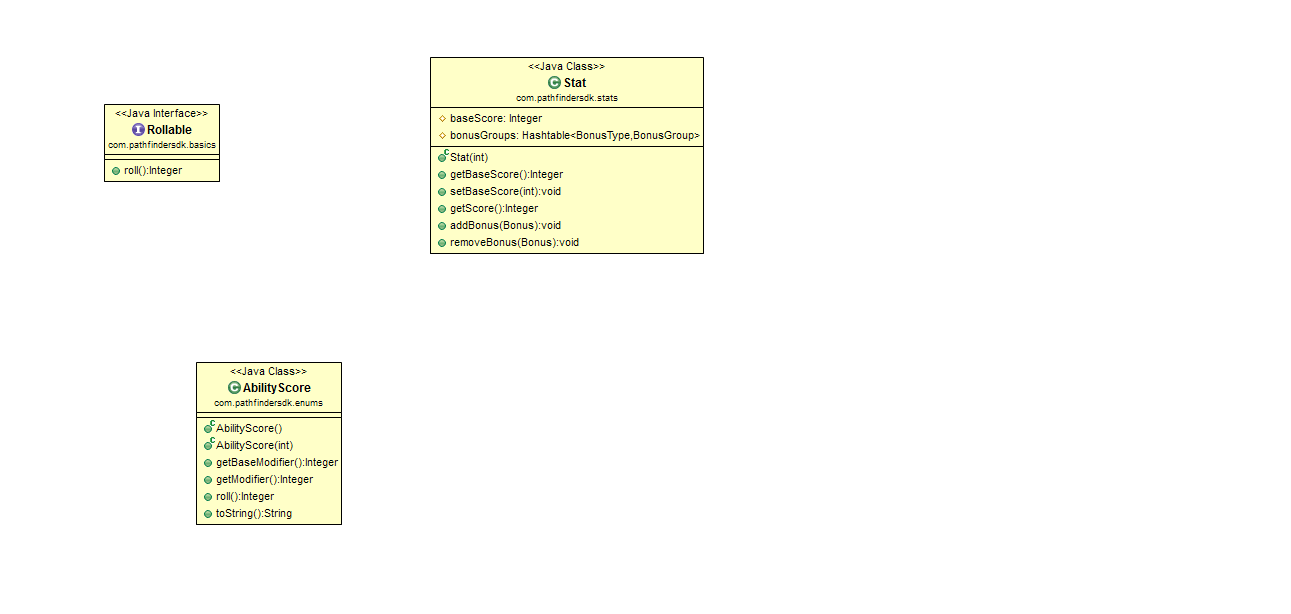 <<Java Interface>>
Rollable
com.pathfindersdk.basics
roll():Integer
<<Java Class>>
Stat
com.pathfindersdk.stats
baseScore: Integer
bonusGroups: Hashtable<BonusType,BonusGroup>
Stat(int)
getBaseScore():Integer
setBaseScore(int):void
getScore():Integer
addBonus(Bonus):void
removeBonus(Bonus):void
<<Java Class>>
AbilityScore
com.pathfindersdk.enums
AbilityScore()
AbilityScore(int)
getBaseModifier():Integer
getModifier():Integer
roll():Integer
toString():String